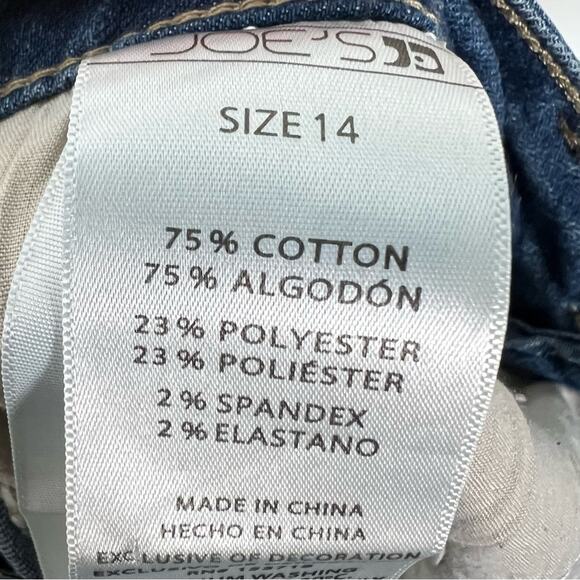 JOE'S
SIZE 14
75% COTTON
75% ALGODÓN
23% POLYESTER
23% POLIÉSTER
2% SPANDEX
2% ELASTANO
MADE IN CHINA
HECHO EN CHINA
EXCLUSIVE OF DECORATION